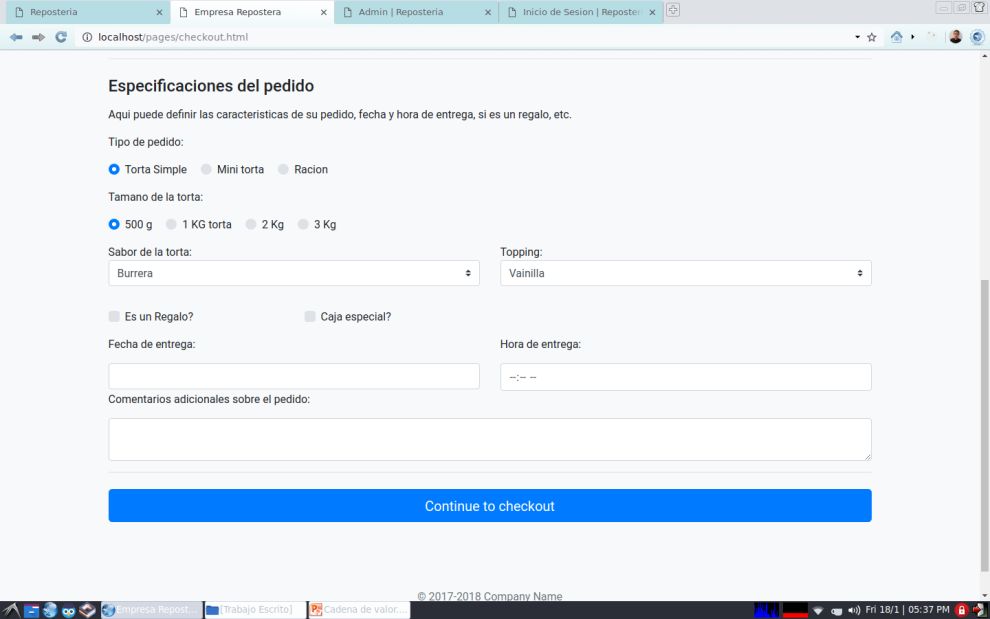 Reposteria
Empresa Repostera
Admin | Reposteria
Inicio de Sesion | Reposter
localhost/pages/checkout.html
Especificaciones del pedido
Aqui puede definir las caracteristicas de su pedido, fecha y hora de entrega, si es un regalo, etc.
Tipo de pedido:
Torta Simple Mini torta Racion
Tamano de la torta:
500 g 1 KG torta 2 Kg 3 Kg
Sabor de la torta: Topping:
Burrera Vainilla
Es un Regalo? Caja especial?
Fecha de entrega: Hora de entrega:
--:-- --
Comentarios adicionales sobre el pedido:
Continue to checkout
© 2017-2018 Company Name
Empresa Repost... [Trabajo Escrito] Cadena de valor.... Fri 18/1 | 05:37 PM